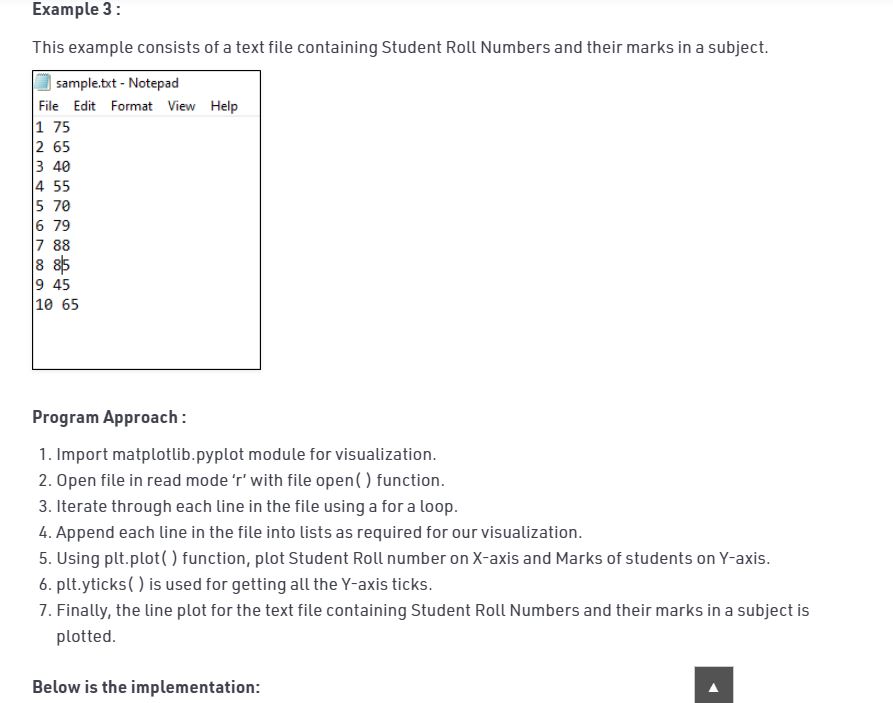 Example 3 :
This example consists of a text file containing Student Roll Numbers and their marks in a subject.
sample.txt - Notepad
File Edit Format View Help
1 75
2 65
3 40
4 55
5 70
6 79
7 88
8 85
9 45
10 65
Program Approach :
1. Import matplotlib.pyplot module for visualization.
2. Open file in read mode ‘r’ with file open( ) function.
3. Iterate through each line in the file using a for a loop.
4. Append each line in the file into lists as required for our visualization.
5. Using plt.plot( ) function, plot Student Roll number on X-axis and Marks of students on Y-axis.
6. plt.yticks( ) is used for getting all the Y-axis ticks.
7. Finally, the line plot for the text file containing Student Roll Numbers and their marks in a subject is
plotted.
Below is the implementation: